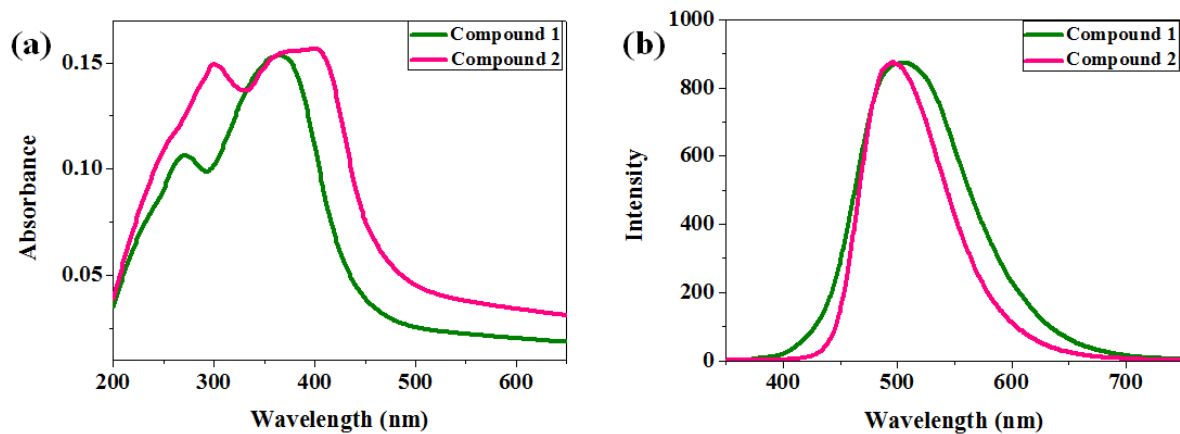 (a)
Compound 1
Compound 2
0.15
0.10
0.05
Absorbance
200 300 400 500 600
Wavelength (nm)
(b)
Compound 1
Compound 2
1000
800
600
400
200
0
Intensity
400 500 600 700
Wavelength (nm)